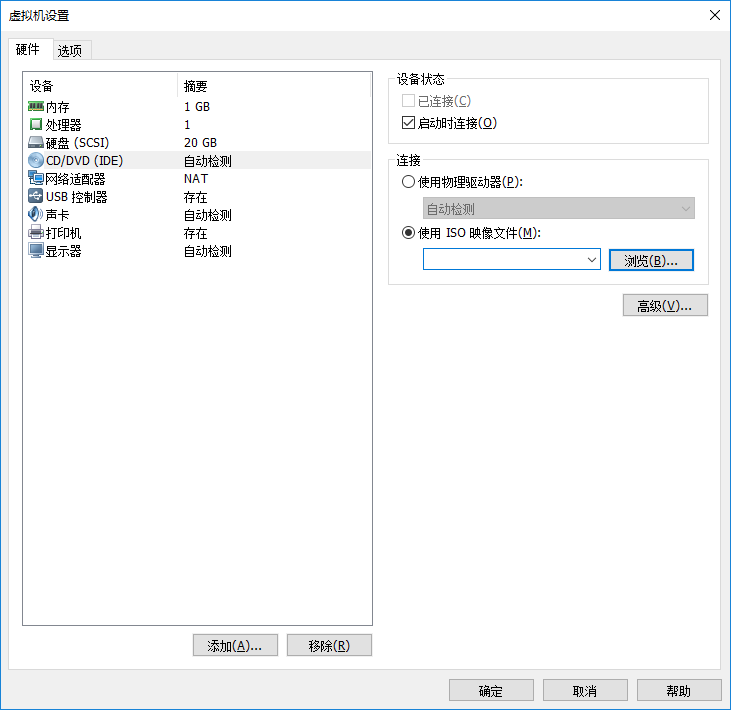 虚拟机设置
硬件 选项
设备 摘要
内存 1 GB
处理器 1
硬盘 (SCSI) 20 GB
CD/DVD (IDE) 自动检测
网络适配器 NAT
USB 控制器 存在
声卡 自动检测
打印机 存在
显示器 自动检测
添加(A)... 移除(R)
设备状态
已连接(C)
启动时连接(O)
连接
使用物理驱动器(P):
自动检测
使用 ISO 映像文件(M):
浏览(B)...
高级(V)...
确定 取消 帮助